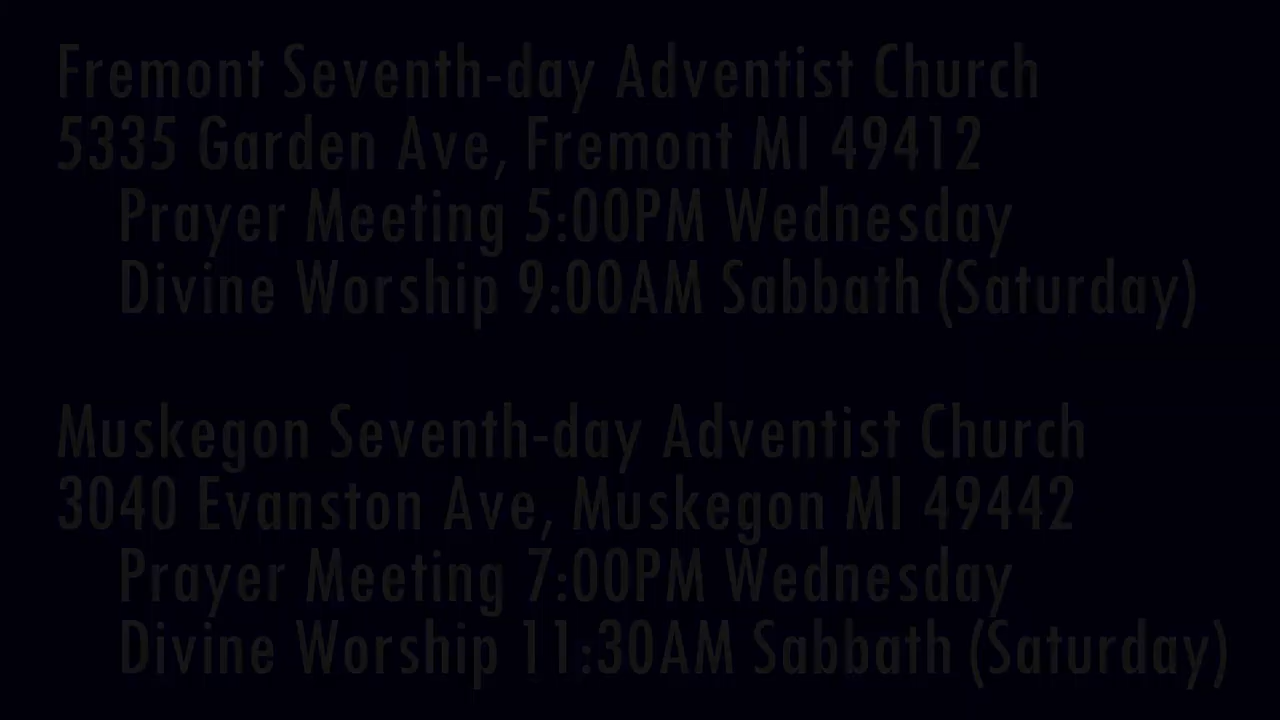 Fremont Seventh-day Adventist Church
5335 Garden Ave, Fremont MI 49412
Prayer Meeting 5:00PM Wednesday
Divine Worship 9:00AM Sabbath (Saturday)
Muskegon Seventh-day Adventist Church
3040 Evanston Ave, Muskegon MI 49442
Prayer Meeting 7:00PM Wednesday
Divine Worship 11:30AM Sabbath (Saturday)